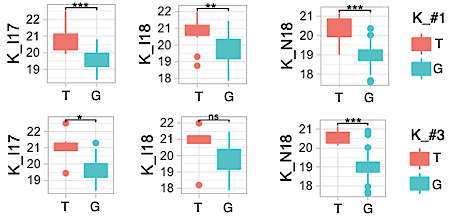 *** ** *** K_#1
K_I17 22 21 20 19 K_I18 22 21 20 19 18 K_N18 21 20 19 18 T G
T G T G T G
* ns *** K_#3
K_I17 22 21 20 19 K_I18 22 21 20 19 18 K_N18 21 20 19 18 T G
T G T G T G